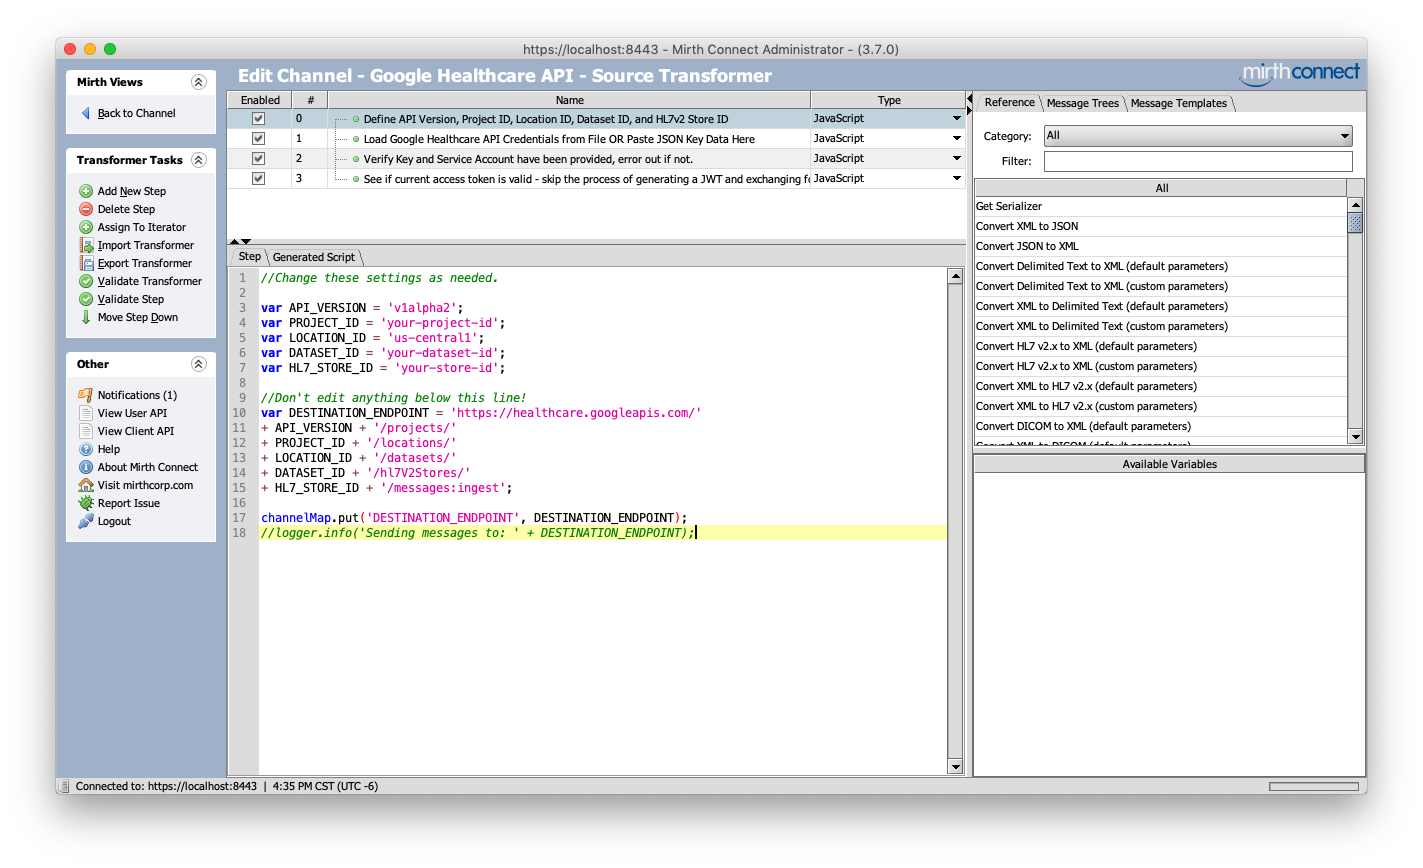 https://localhost:8443 - Mirth Connect Administrator - (3.7.0)
Mirth Views
Back to Channel
Transformer Tasks
Add New Step
Delete Step
Assign To Iterator
Import Transformer
Export Transformer
Validate Transformer
Validate Step
Move Step Down
Other
Notifications (1)
View User API
View Client API
Help
About Mirth Connect
Visit mirthcorp.com
Report Issue
Logout
Edit Channel - Google Healthcare API - Source Transformer
mirthconnect
Enabled # Name Type
0 Define API Version, Project ID, Location ID, Dataset ID, and HL7v2 Store ID JavaScript
1 Load Google Healthcare API Credentials from File OR Paste JSON Key Data Here JavaScript
2 Verify Key and Service Account have been provided, error out if not. JavaScript
3 See if current access token is valid - skip the process of generating a JWT and exchanging fo JavaScript
Step Generated Script
1 //Change these settings as needed.
2
3 var API_VERSION = 'v1alpha2';
4 var PROJECT_ID = 'your-project-id';
5 var LOCATION_ID = 'us-central1';
6 var DATASET_ID = 'your-dataset-id';
7 var HL7_STORE_ID = 'your-store-id';
8
9 //Don't edit anything below this line!
10 var DESTINATION_ENDPOINT = 'https://healthcare.googleapis.com/'
11 + API_VERSION + '/projects/'
12 + PROJECT_ID + '/locations/'
13 + LOCATION_ID + '/datasets/'
14 + DATASET_ID + '/hl7V2Stores/'
15 + HL7_STORE_ID + '/messages:ingest';
16
17 channelMap.put('DESTINATION_ENDPOINT', DESTINATION_ENDPOINT);
18 //logger.info('Sending messages to: ' + DESTINATION_ENDPOINT);
Reference Message Trees Message Templates
Category: All
Filter:
All
Get Serializer
Convert XML to JSON
Convert JSON to XML
Convert Delimited Text to XML (default parameters)
Convert Delimited Text to XML (custom parameters)
Convert XML to Delimited Text (default parameters)
Convert XML to Delimited Text (custom parameters)
Convert HL7 v2.x to XML (default parameters)
Convert HL7 v2.x to XML (custom parameters)
Convert XML to HL7 v2.x (default parameters)
Convert XML to HL7 v2.x (custom parameters)
Convert DICOM to XML (default parameters)
Convert XML to DICOM (default parameters)
Available Variables
Connected to: https://localhost:8443 | 4:35 PM CST (UTC -6)